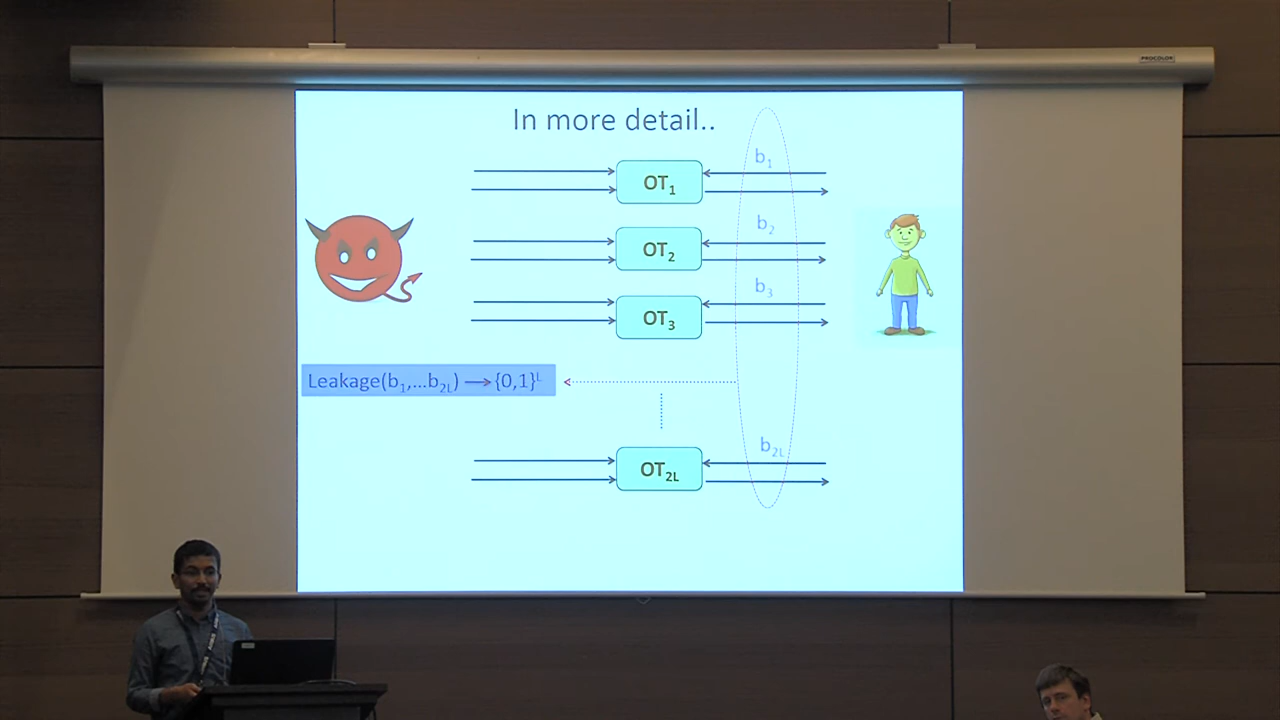 PROCOLOR
In more detail..
b₁
OT₁
b₂
OT₂
b₃
OT₃
Leakage(b₁,...b₂L) → {0,1}ᴸ
b₂L
OT₂L